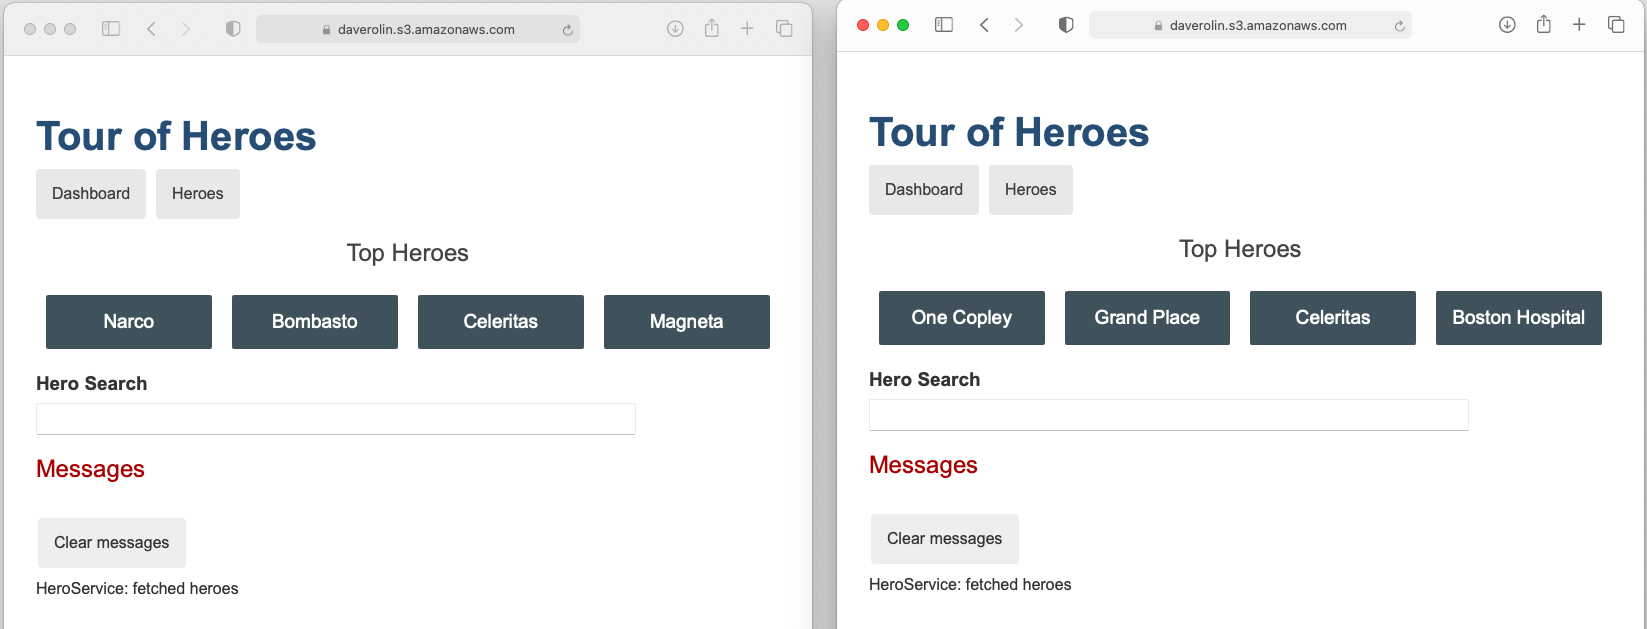 daverolin.s3.amazonaws.com
Tour of Heroes
Dashboard Heroes
Top Heroes
Narco Bombasto Celeritas Magneta
Hero Search
Messages
Clear messages
HeroService: fetched heroes
daverolin.s3.amazonaws.com
Tour of Heroes
Dashboard Heroes
Top Heroes
One Copley Grand Place Celeritas Boston Hospital
Hero Search
Messages
Clear messages
HeroService: fetched heroes